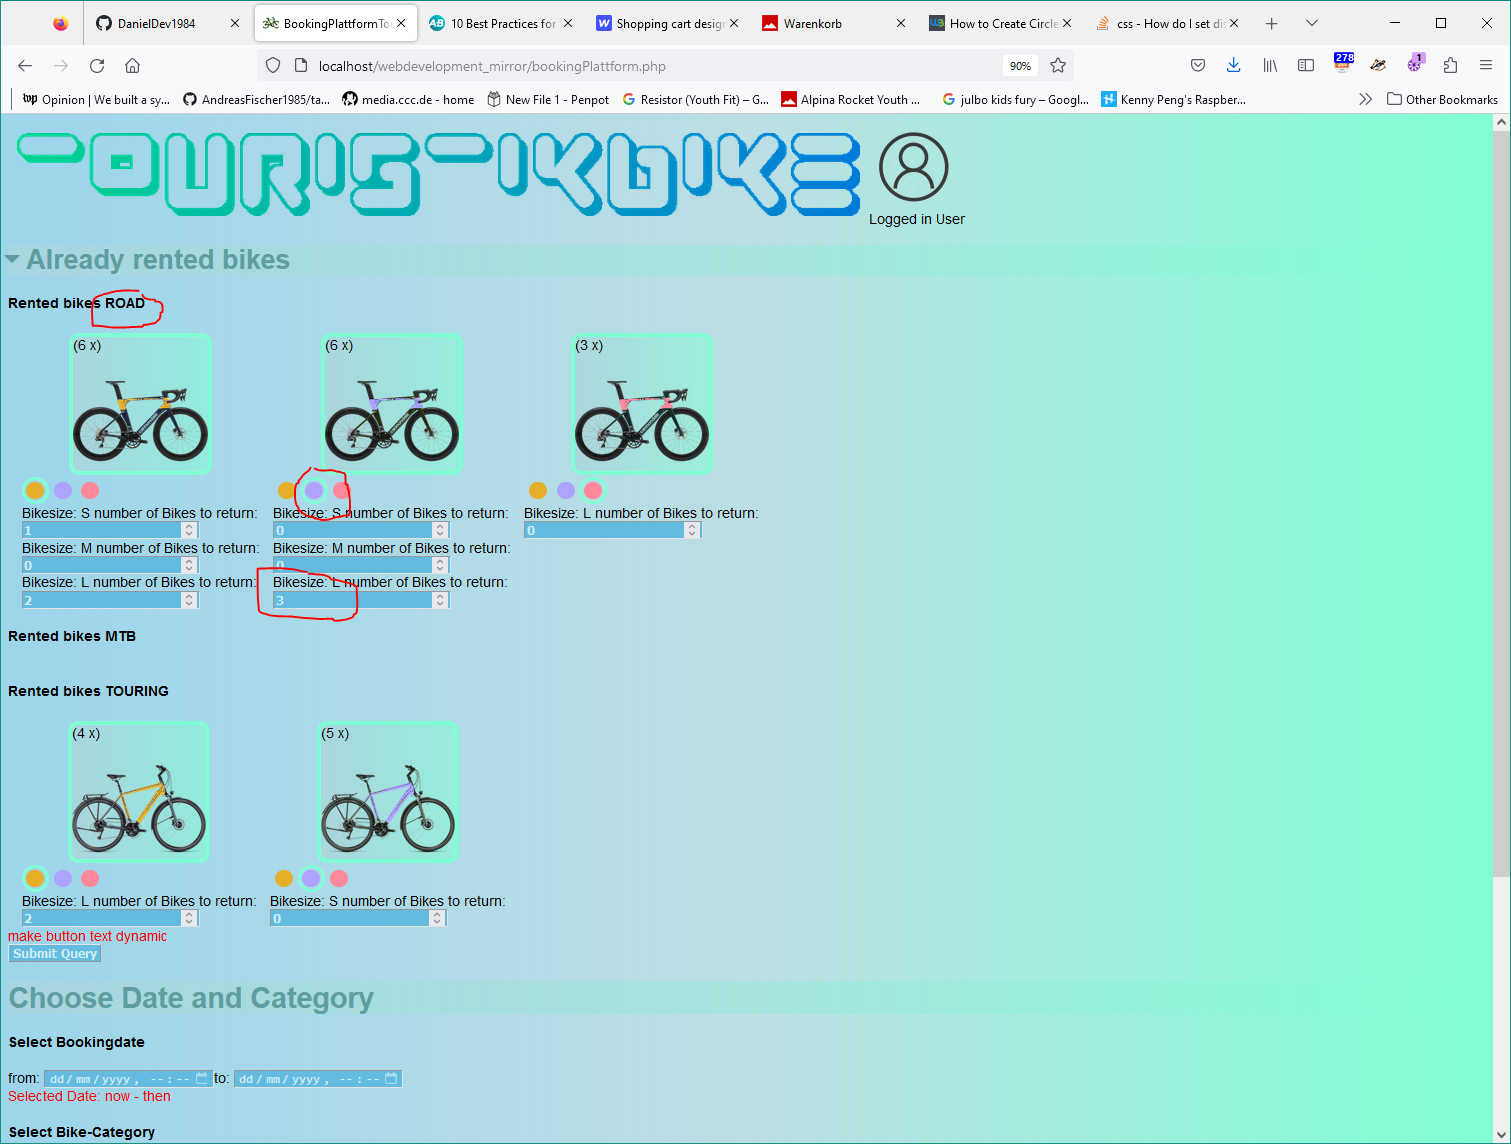 DanielDev1984
BookingPlattformTou
10 Best Practices for
Shopping cart design
Warenkorb
How to Create Circle
css - How do I set dis
localhost/webdevelopment_mirror/bookingPlattform.php
90%
278
1
Opinion | We built a sy...
AndreasFischer1985/ta...
media.ccc.de - home
New File 1 - Penpot
Resistor (Youth Fit) – G...
Alpina Rocket Youth ...
julbo kids fury – Googl...
Kenny Peng's Raspber...
Other Bookmarks
TOURISTIKBIKE
Logged in User
Already rented bikes
Rented bikes ROAD
(6 x) (6 x) (3 x)
Bikesize: S number of Bikes to return: Bikesize: S number of Bikes to return: Bikesize: L number of Bikes to return:
1 0 0
Bikesize: M number of Bikes to return: Bikesize: M number of Bikes to return:
0 0
Bikesize: L number of Bikes to return: Bikesize: L number of Bikes to return:
2 3
Rented bikes MTB
Rented bikes TOURING
(4 x) (5 x)
Bikesize: L number of Bikes to return: Bikesize: S number of Bikes to return:
2 0
make button text dynamic
Submit Query
Choose Date and Category
Select Bookingdate
from: dd/mm/yyyy, --:-- to: dd/mm/yyyy, --:--
Selected Date: now - then
Select Bike-Category